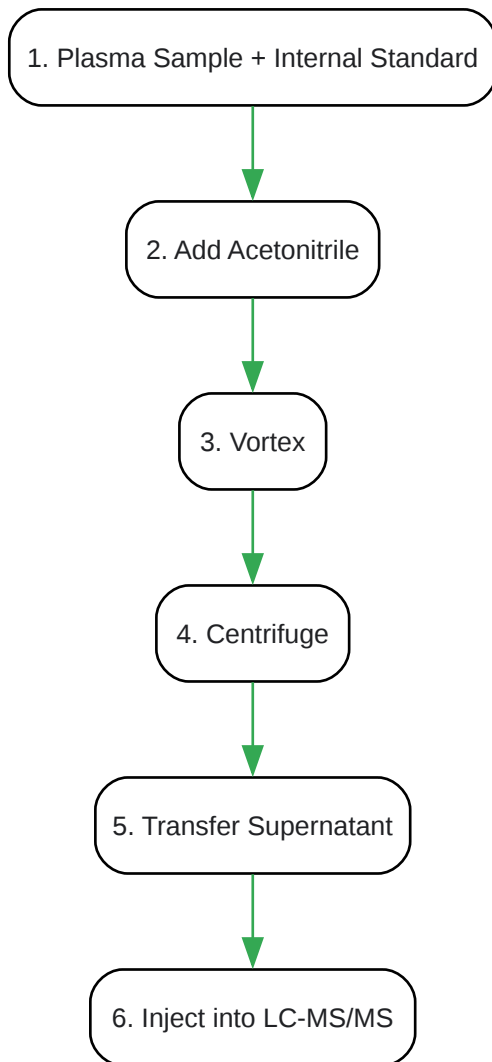 1. Plasma Sample + Internal Standard
2. Add Acetonitrile
3. Vortex
4. Centrifuge
5. Transfer Supernatant
6. Inject into LC-MS/MS